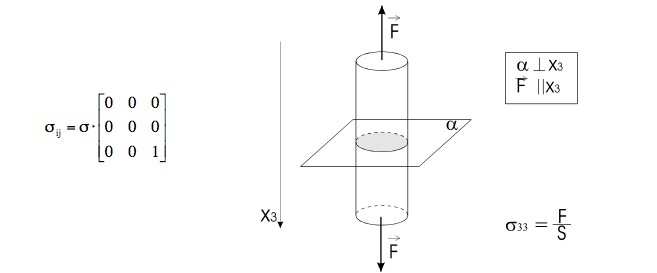 F
α ⊥ x3
F ||x3
σij = σ · [0 0 0
0 0 0
0 0 1]
α
x3
F
σ33 = F/S